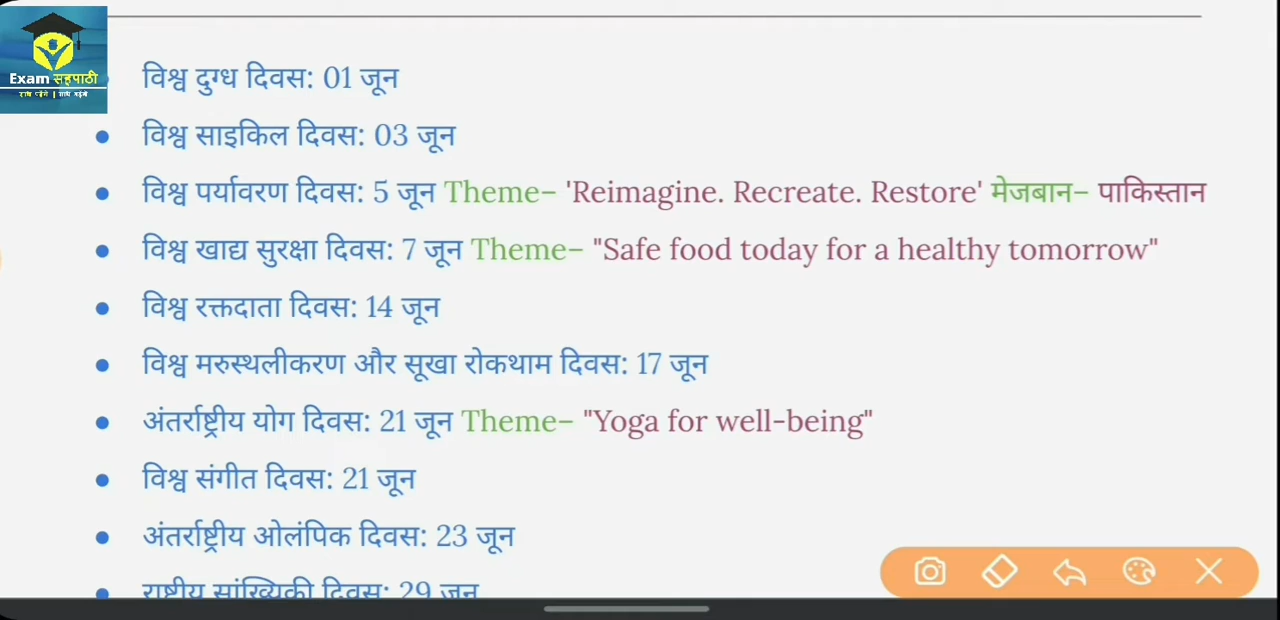 Exam सहपाठी
साथ पढ़ेंगे | साथ बढ़ेंगे
विश्व दुग्ध दिवस: 01 जून
विश्व साइकिल दिवस: 03 जून
विश्व पर्यावरण दिवस: 5 जून Theme– 'Reimagine. Recreate. Restore' मेजबान– पाकिस्तान
विश्व खाद्य सुरक्षा दिवस: 7 जून Theme– "Safe food today for a healthy tomorrow"
विश्व रक्तदाता दिवस: 14 जून
विश्व मरुस्थलीकरण और सूखा रोकथाम दिवस: 17 जून
अंतर्राष्ट्रीय योग दिवस: 21 जून Theme– "Yoga for well-being"
विश्व संगीत दिवस: 21 जून
अंतर्राष्ट्रीय ओलंपिक दिवस: 23 जून
राष्ट्रीय सांख्यिकी दिवस: 29 जून